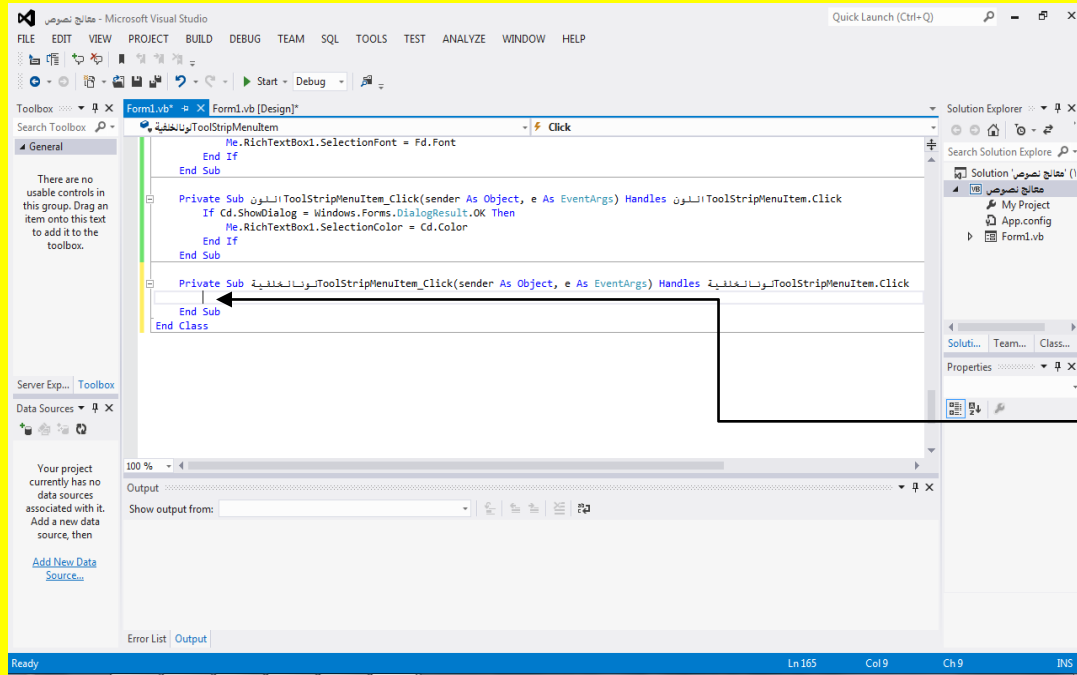 معالج نصوص - Microsoft Visual Studio
Quick Launch (Ctrl+Q)
FILE EDIT VIEW PROJECT BUILD DEBUG TEAM SQL TOOLS TEST ANALYZE WINDOW HELP
Start Debug
Toolbox
Search Toolbox
General
There are no
usable controls in
this group. Drag an
item onto this text
to add it to the
toolbox.
Server Exp... Toolbox
Data Sources
Your project
currently has no
data sources
associated with it.
Add a new data
source, then
Add New Data
Source...
Form1.vb* Form1.vb [Design]*
لونالخلفيةToolStripMenuItem Click
Me.RichTextBox1.SelectionFont = Fd.Font
End If
End Sub
Private Sub اللونToolStripMenuItem_Click(sender As Object, e As EventArgs) Handles اللونToolStripMenuItem.Click
If Cd.ShowDialog = Windows.Forms.DialogResult.OK Then
Me.RichTextBox1.SelectionColor = Cd.Color
End If
End Sub
Private Sub لونالخلفيةToolStripMenuItem_Click(sender As Object, e As EventArgs) Handles لونالخلفيةToolStripMenuItem.Click
End Sub
End Class
100 %
Output
Show output from:
Error List Output
Solution Explorer
Search Solution Explore
Solution 'معالج نصوص' (1
معالج نصوص
My Project
App.config
Form1.vb
Soluti... Team... Class...
Properties
Ready Ln 165 Col 9 Ch 9 INS